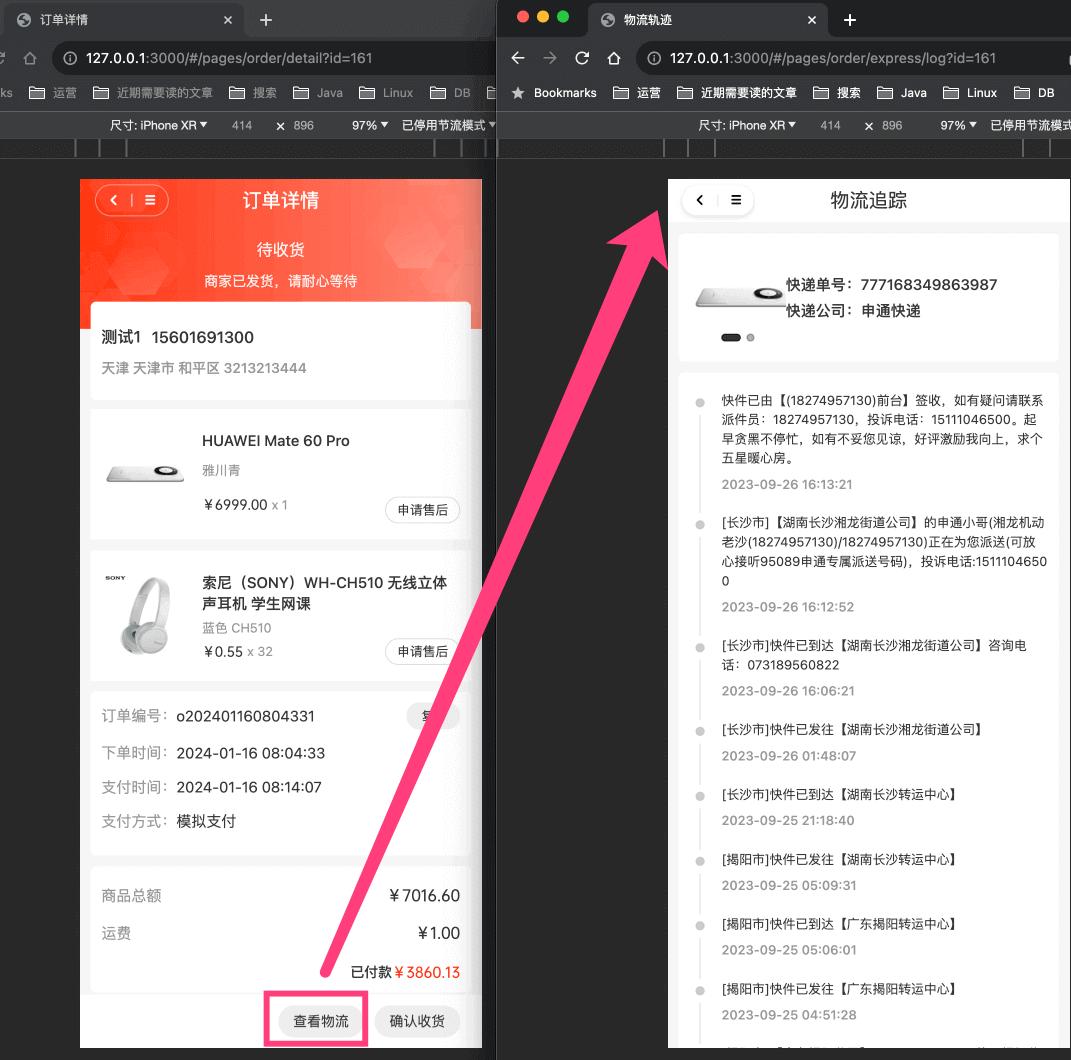 订单详情
127.0.0.1:3000/#/pages/order/detail?id=161
ks 运营 近期需要读的文章 搜索 Java Linux DB
尺寸: iPhone XR 414 × 896 97% 已停用节流模式
订单详情
待收货
商家已发货，请耐心等待
测试1 15601691300
天津 天津市 和平区 3213213444
HUAWEI Mate 60 Pro
雅川青
¥6999.00 x 1
申请售后
SONY
索尼（SONY）WH-CH510 无线立体
声耳机 学生网课
蓝色 CH510
¥0.55 x 32
申请售后
订单编号： o202401160804331
下单时间： 2024-01-16 08:04:33
支付时间： 2024-01-16 08:14:07
支付方式： 模拟支付
商品总额 ¥7016.60
运费 ¥1.00
已付款 ¥3860.13
查看物流 确认收货
物流轨迹
127.0.0.1:3000/#/pages/order/express/log?id=161
Bookmarks 运营 近期需要读的文章 搜索 Java Linux DB
尺寸: iPhone XR 414 × 896 97% 已停用节流模式
物流追踪
快递单号： 777168349863987
快递公司： 申通快递
快件已由【(18274957130)前台】签收，如有疑问请联系
派件员：18274957130，投诉电话：15111046500。起
早贪黑不停忙，如有不妥您见谅，好评激励我向上，求个
五星暖心房。
2023-09-26 16:13:21
[长沙市]【湖南长沙湘龙街道公司】的申通小哥(湘龙机动
老沙(18274957130)/18274957130)正在为您派送(可放
心接听95089申通专属派送号码)，投诉电话:1511104650
0
2023-09-26 16:12:52
[长沙市]快件已到达【湖南长沙湘龙街道公司】咨询电
话：073189560822
2023-09-26 16:06:21
[长沙市]快件已发往【湖南长沙湘龙街道公司】
2023-09-26 01:48:07
[长沙市]快件已到达【湖南长沙转运中心】
2023-09-25 21:18:40
[揭阳市]快件已发往【湖南长沙转运中心】
2023-09-25 05:09:31
[揭阳市]快件已到达【广东揭阳转运中心】
2023-09-25 05:06:01
[揭阳市]快件已发往【广东揭阳转运中心】
2023-09-25 04:51:28